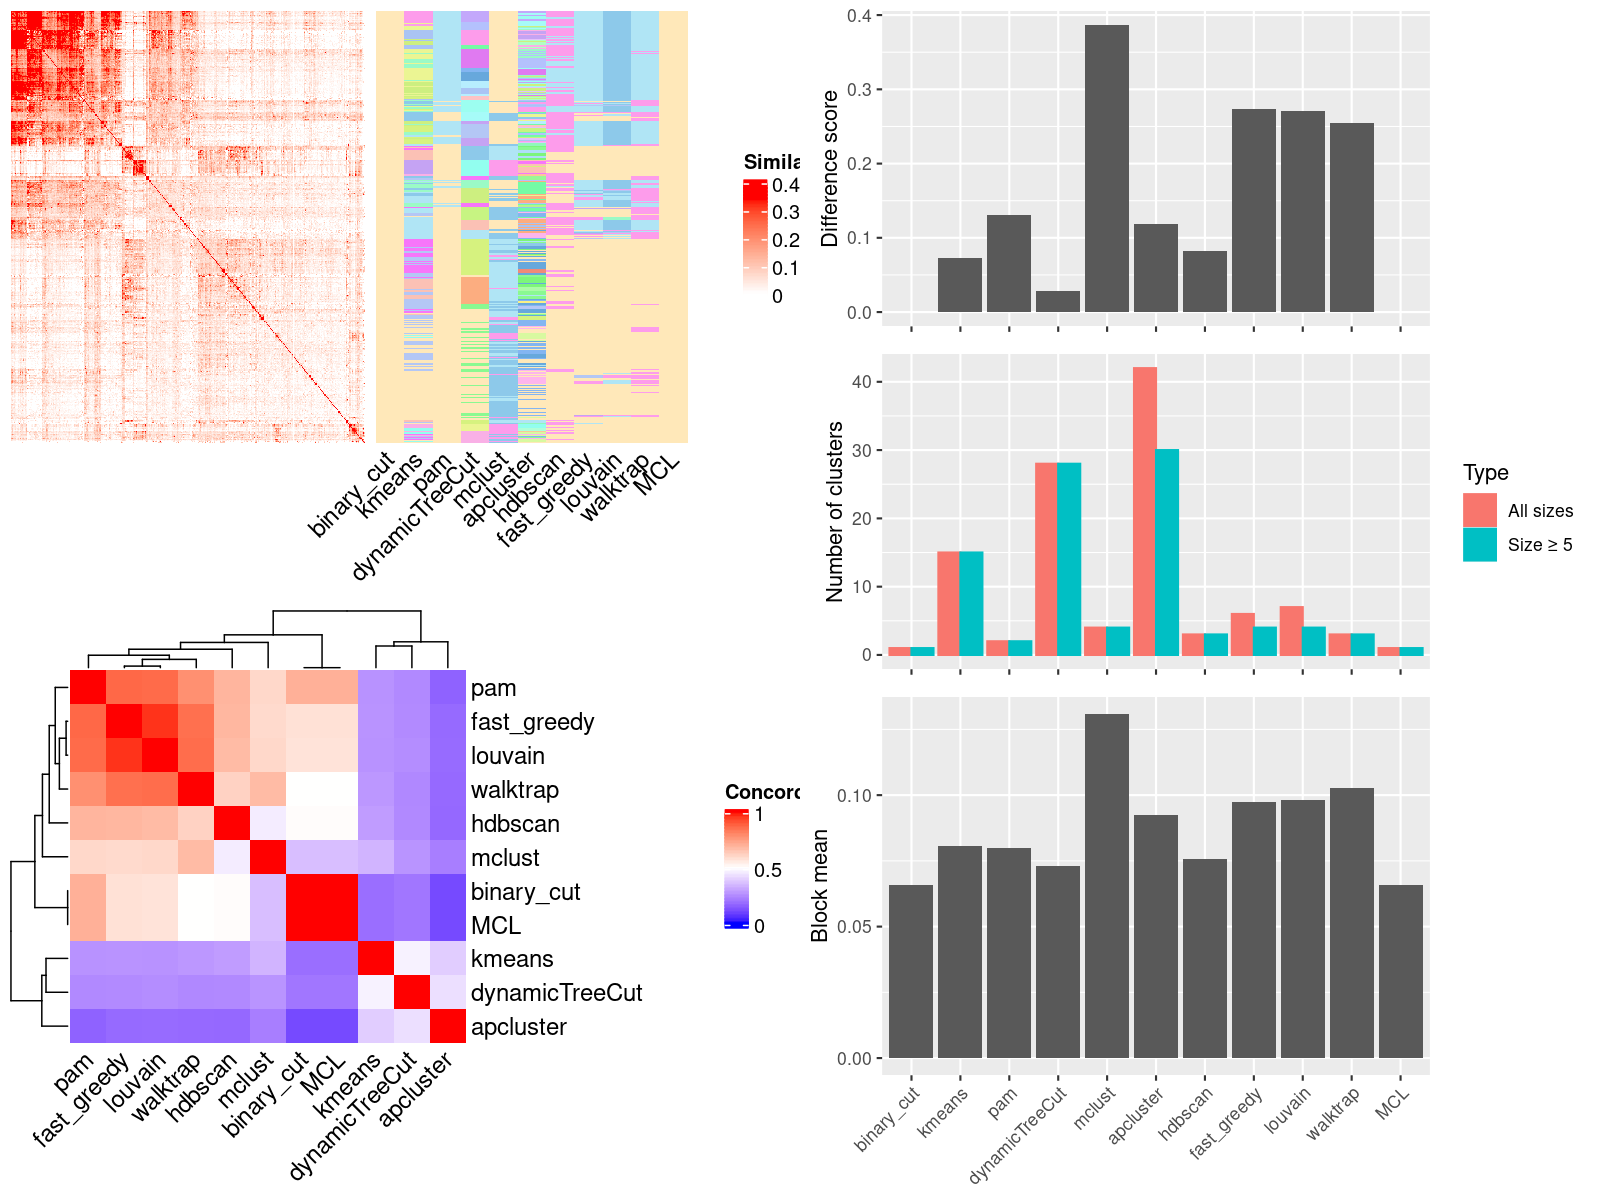 Simila
0.4
0.3
0.2
0.1
0
binary_cut
kmeans
pam
dynamicTreeCut
mclust
apcluster
hdbscan
fast_greedy
louvain
walktrap
MCL
pam
fast_greedy
louvain
walktrap
hdbscan
mclust
binary_cut
MCL
kmeans
dynamicTreeCut
apcluster
Concord
1
0.5
0
pam
fast_greedy
louvain
walktrap
hdbscan
mclust
binary_cut
MCL
kmeans
dynamicTreeCut
apcluster
Difference score
0.4
0.3
0.2
0.1
0.0
Number of clusters
40
30
20
10
0
Type
All sizes
Size ≥ 5
Block mean
0.10
0.05
0.00
binary_cut
kmeans
pam
dynamicTreeCut
mclust
apcluster
hdbscan
fast_greedy
louvain
walktrap
MCL